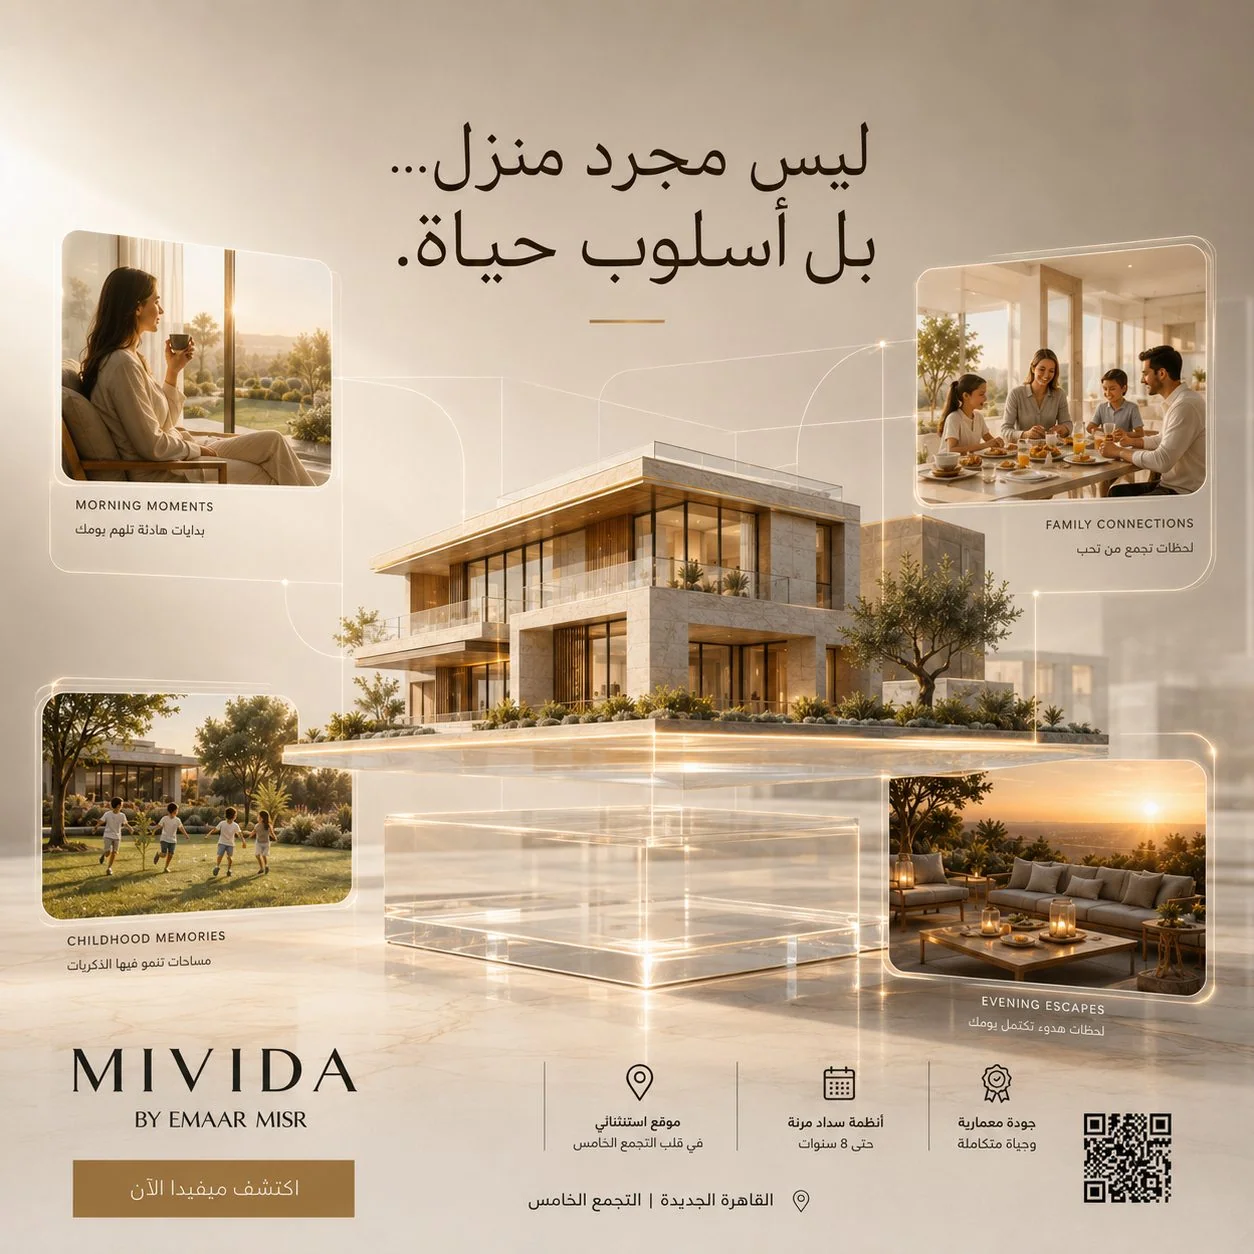 ليس مجرد منزل...
بل أسلوب حياة.
MORNING MOMENTS
بدايات هادئة تلهم يومك
FAMILY CONNECTIONS
لحظات تجمع من تحب
CHILDHOOD MEMORIES
مساحات تنمو فيها الذكريات
EVENING ESCAPES
لحظات هدوء تكتمل يومك
MIVIDA
BY EMAAR MISR
اكتشف ميفيدا الآن
جودة معمارية
وحياة متكاملة
أنظمة سداد مرنة
حتى 8 سنوات
موقع استثنائي
في قلب التجمع الخامس
القاهرة الجديدة | التجمع الخامس